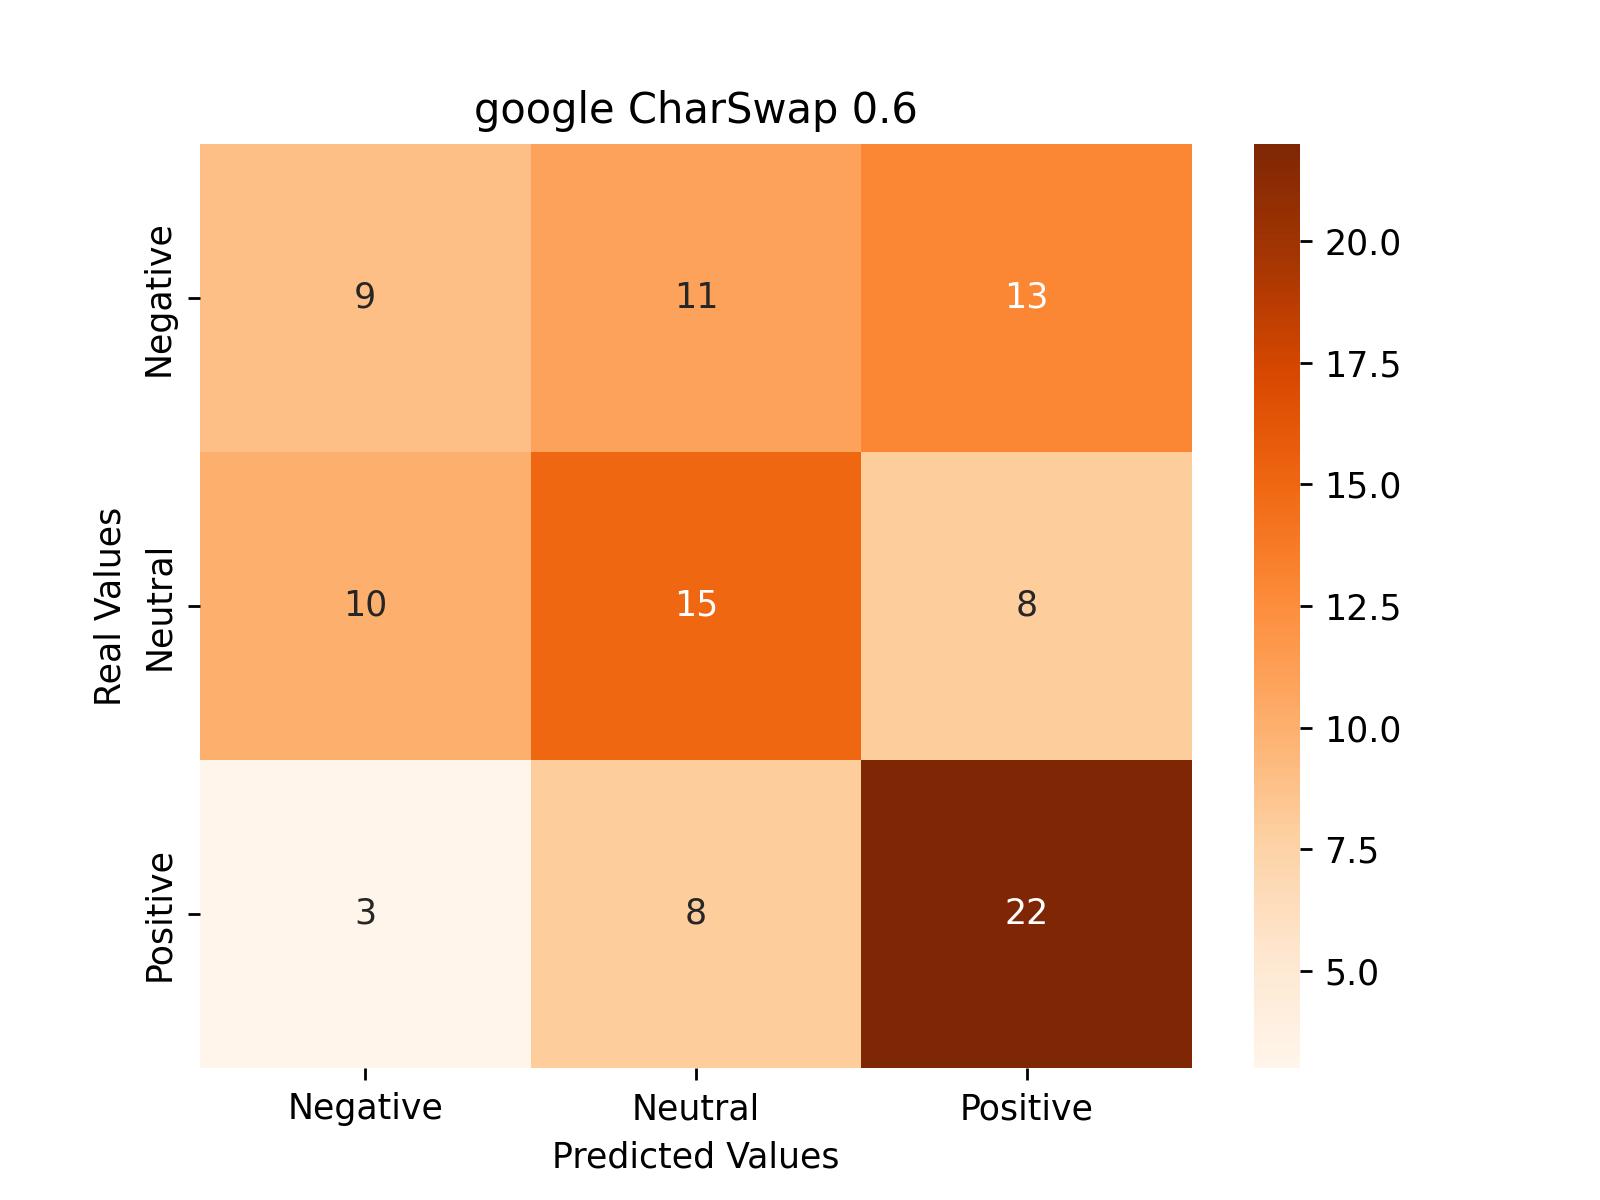 google CharSwap 0.6
Negative
9 11 13
20.0
17.5
15.0
12.5
10.0
7.5
5.0
Real Values
Neutral
10 15 8
Positive
3 8 22
Negative Neutral Positive
Predicted Values